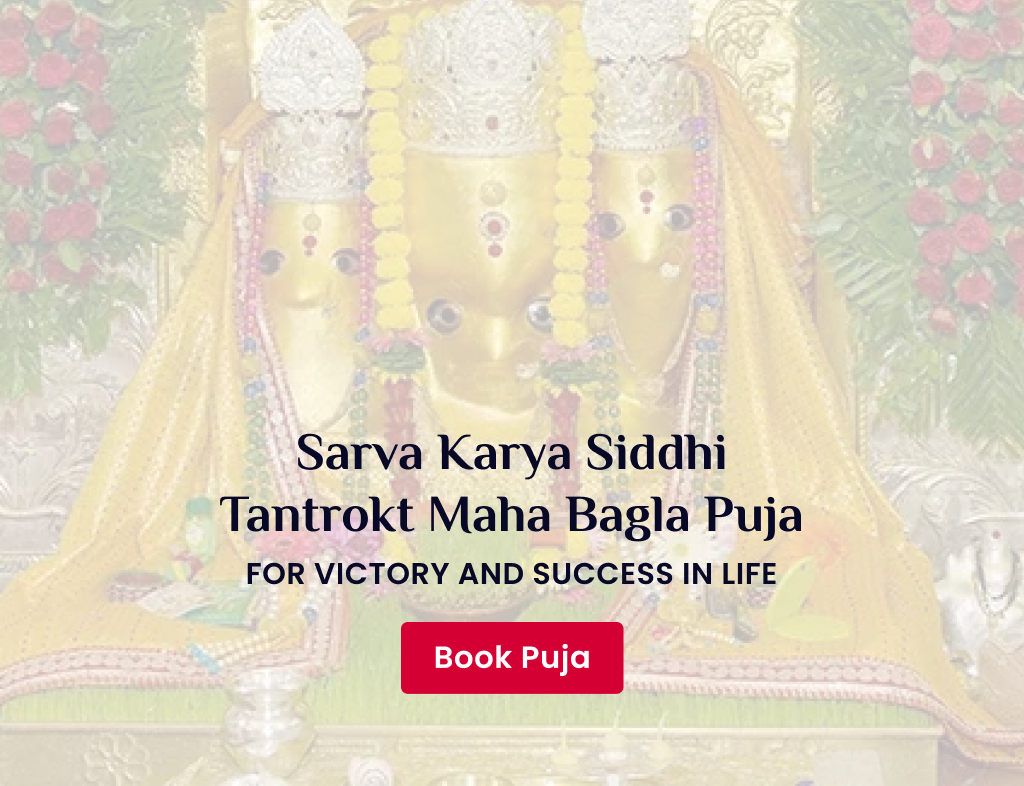 Sarva Karya Siddhi
Tantrokt Maha Bagla Puja
FOR VICTORY AND SUCCESS IN LIFE
Book Puja